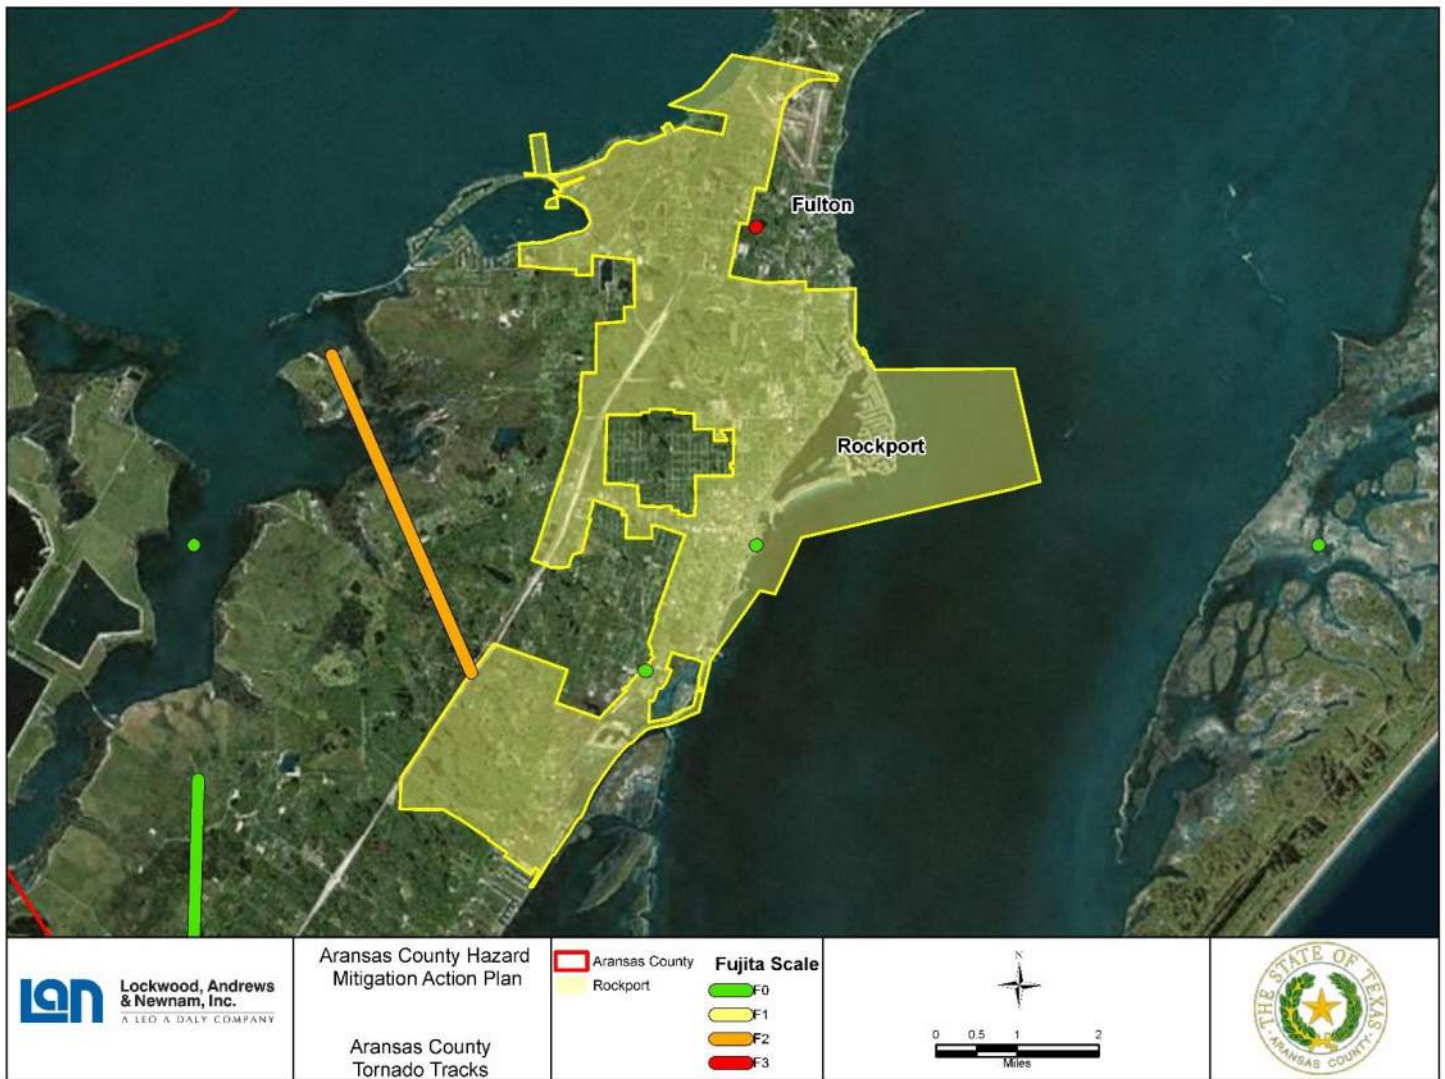 Fulton
Rockport
Lan
Lockwood, Andrews
& Newnam, Inc.
A LEO A DALY COMPANY
Aransas County Hazard
Mitigation Action Plan
Aransas County
Tornado Tracks
Aransas County
Rockport
Fujita Scale
F0
F1
F2
F3
N
0 0.5 1 2
Miles
THE STATE OF TEXAS
ARANSAS COUNTY